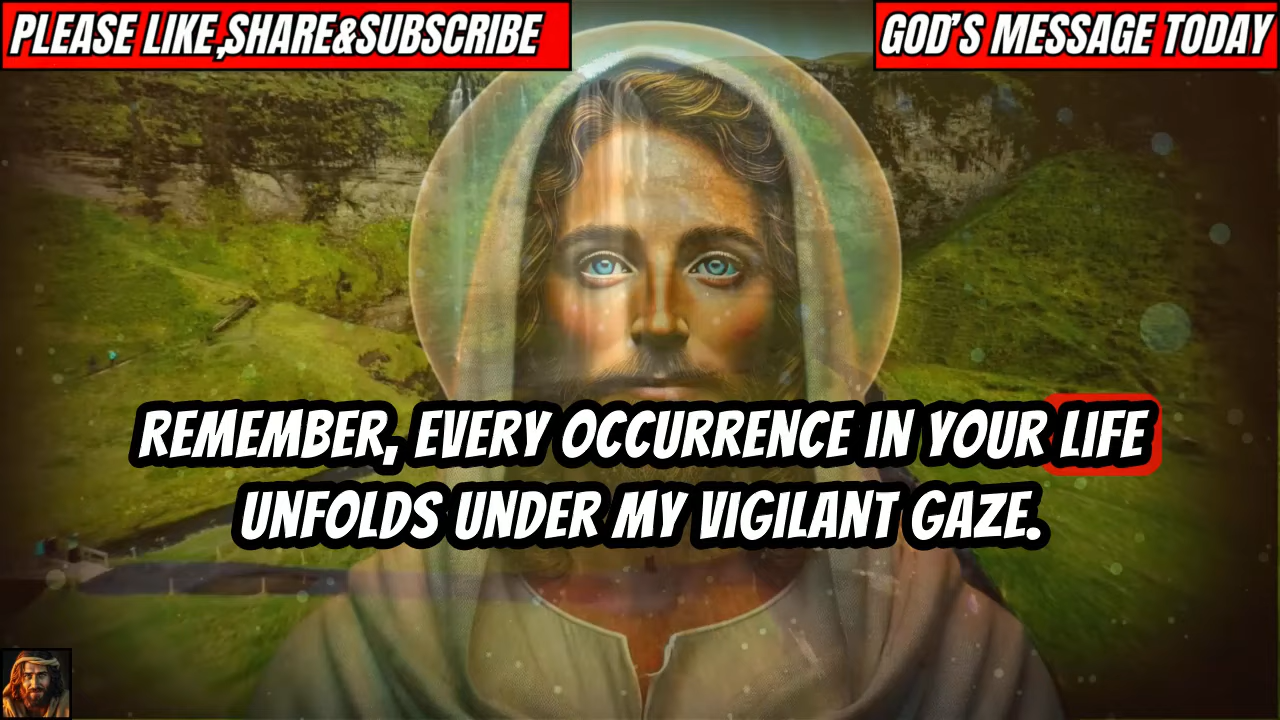 PLEASE LIKE,SHARE&SUBSCRIBE
GOD'S MESSAGE TODAY
REMEMBER, EVERY OCCURRENCE IN YOUR LIFE
UNFOLDS UNDER MY VIGILANT GAZE.